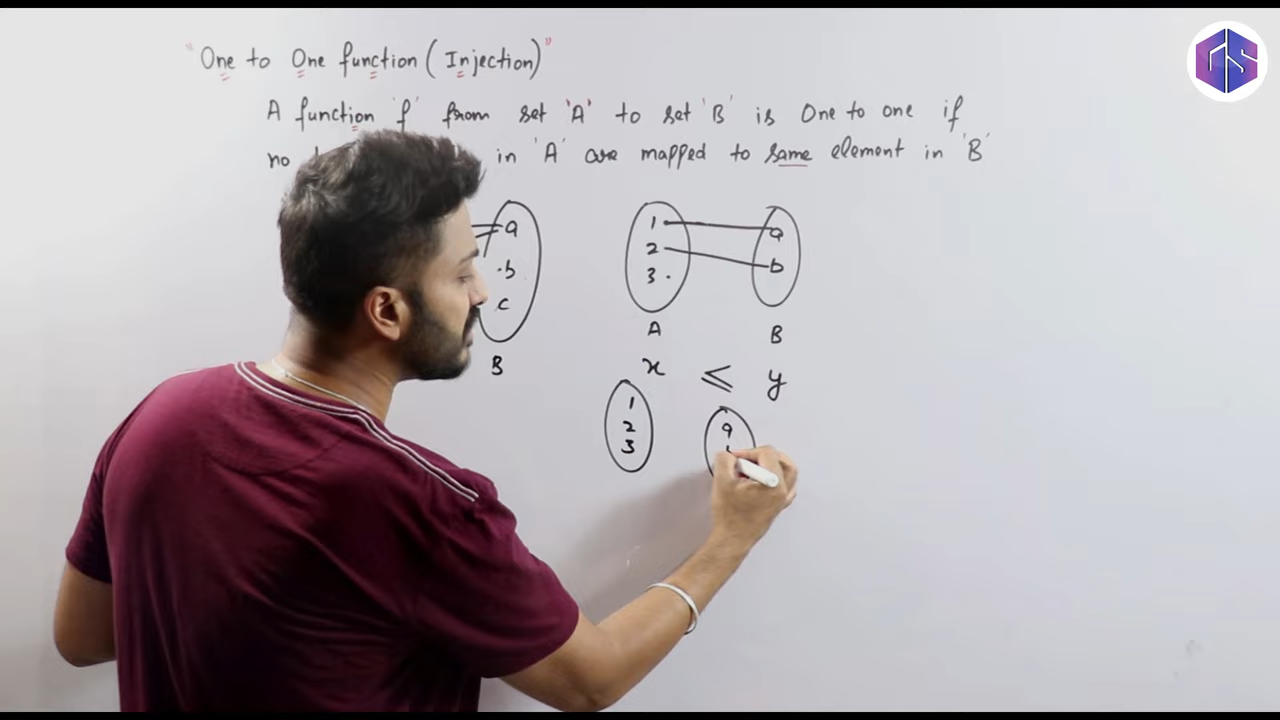 "One to One function (Injection)"
A function 'f' from set 'A' to set 'B' is One to one if
no in 'A' are mapped to same element in 'B'
a
b
c
B
1
2
3
A
a
b
B
x ≤ y
1
2
3
a